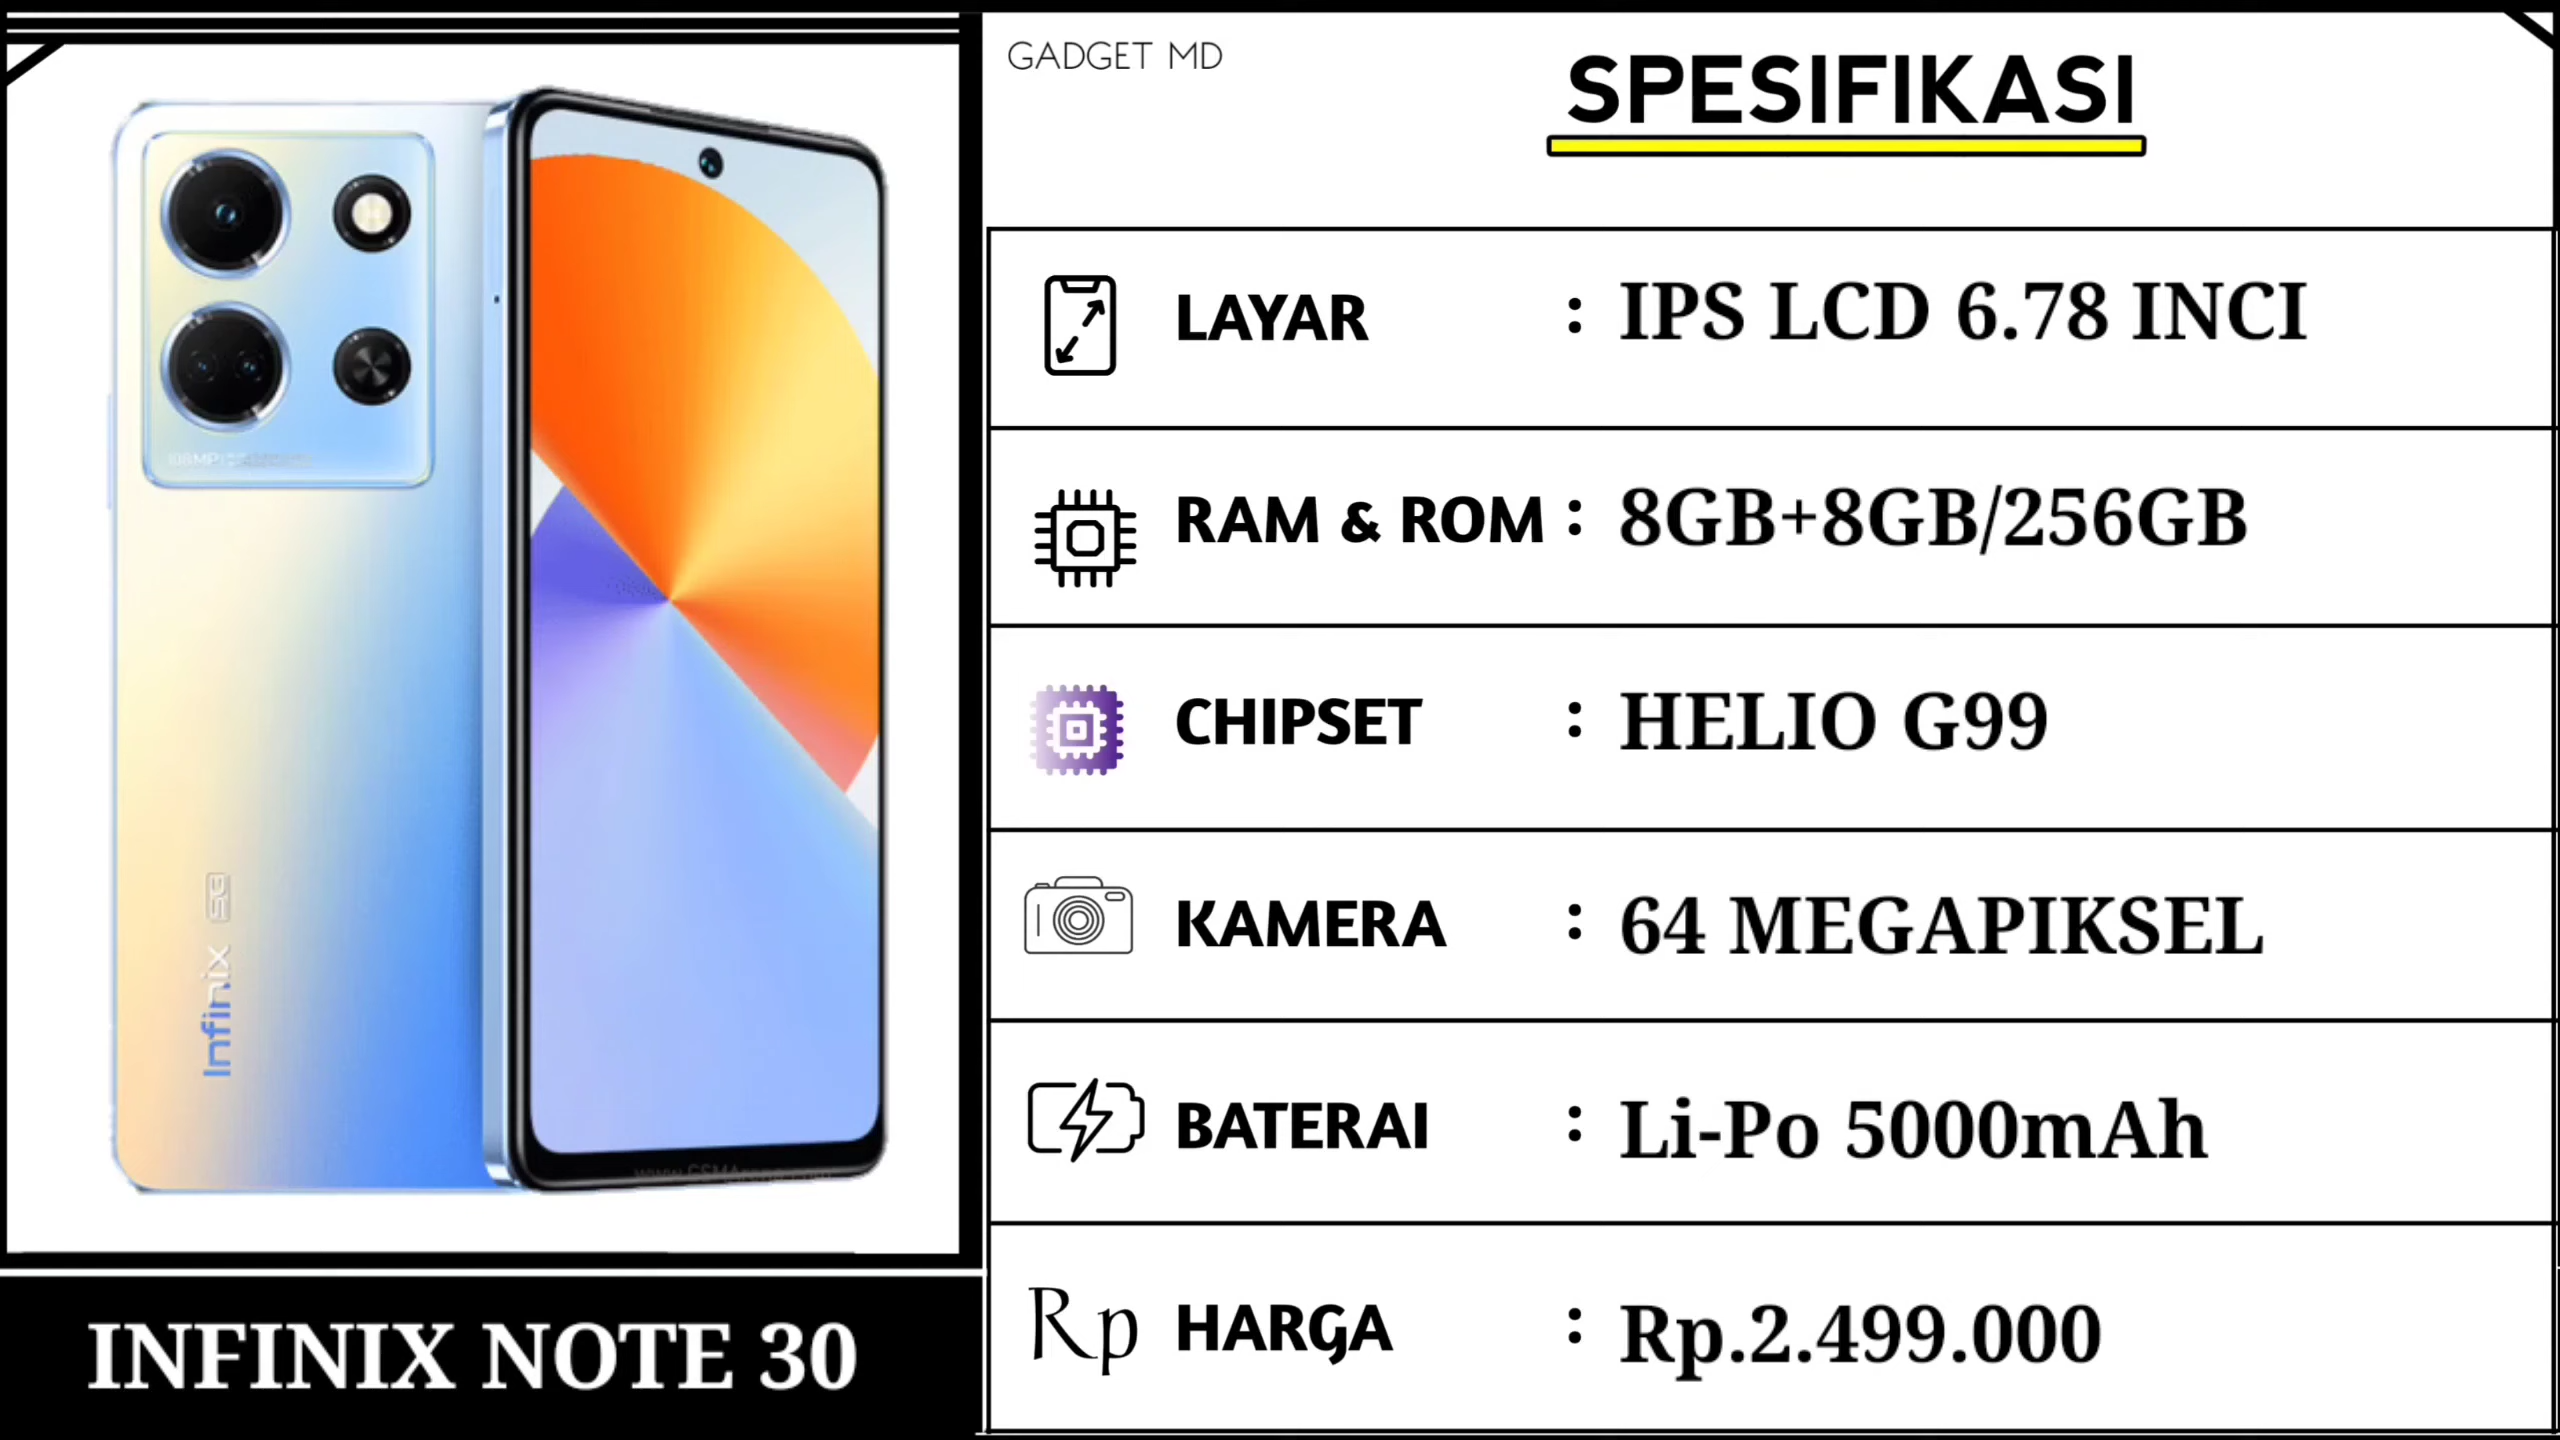 GADGET MD
SPESIFIKASI
LAYAR : IPS LCD 6.78 INCI
RAM & ROM : 8GB+8GB/256GB
CHIPSET : HELIO G99
KAMERA : 64 MEGAPIKSEL
BATERAI : Li-Po 5000mAh
Rp HARGA : Rp.2.499.000
Infinix 5G
INFINIX NOTE 30